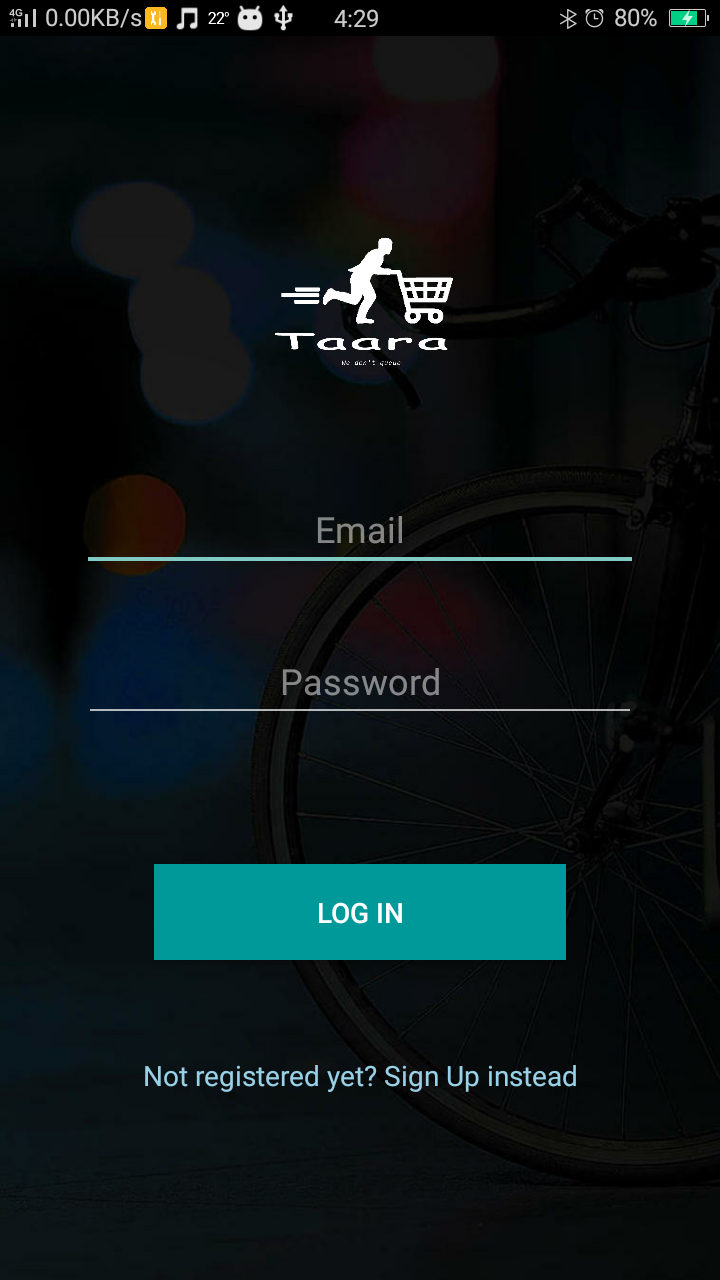 4G 0.00KB/s 22° 4:29 80%
Taara
We don't queue
Email
Password
LOG IN
Not registered yet? Sign Up instead